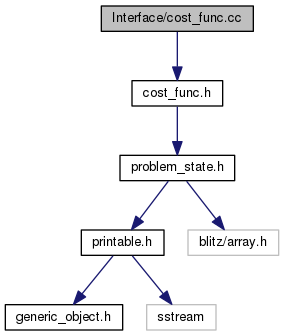 Interface/cost_func.cc
cost_func.h
problem_state.h
printable.h
blitz/array.h
generic_object.h
sstream